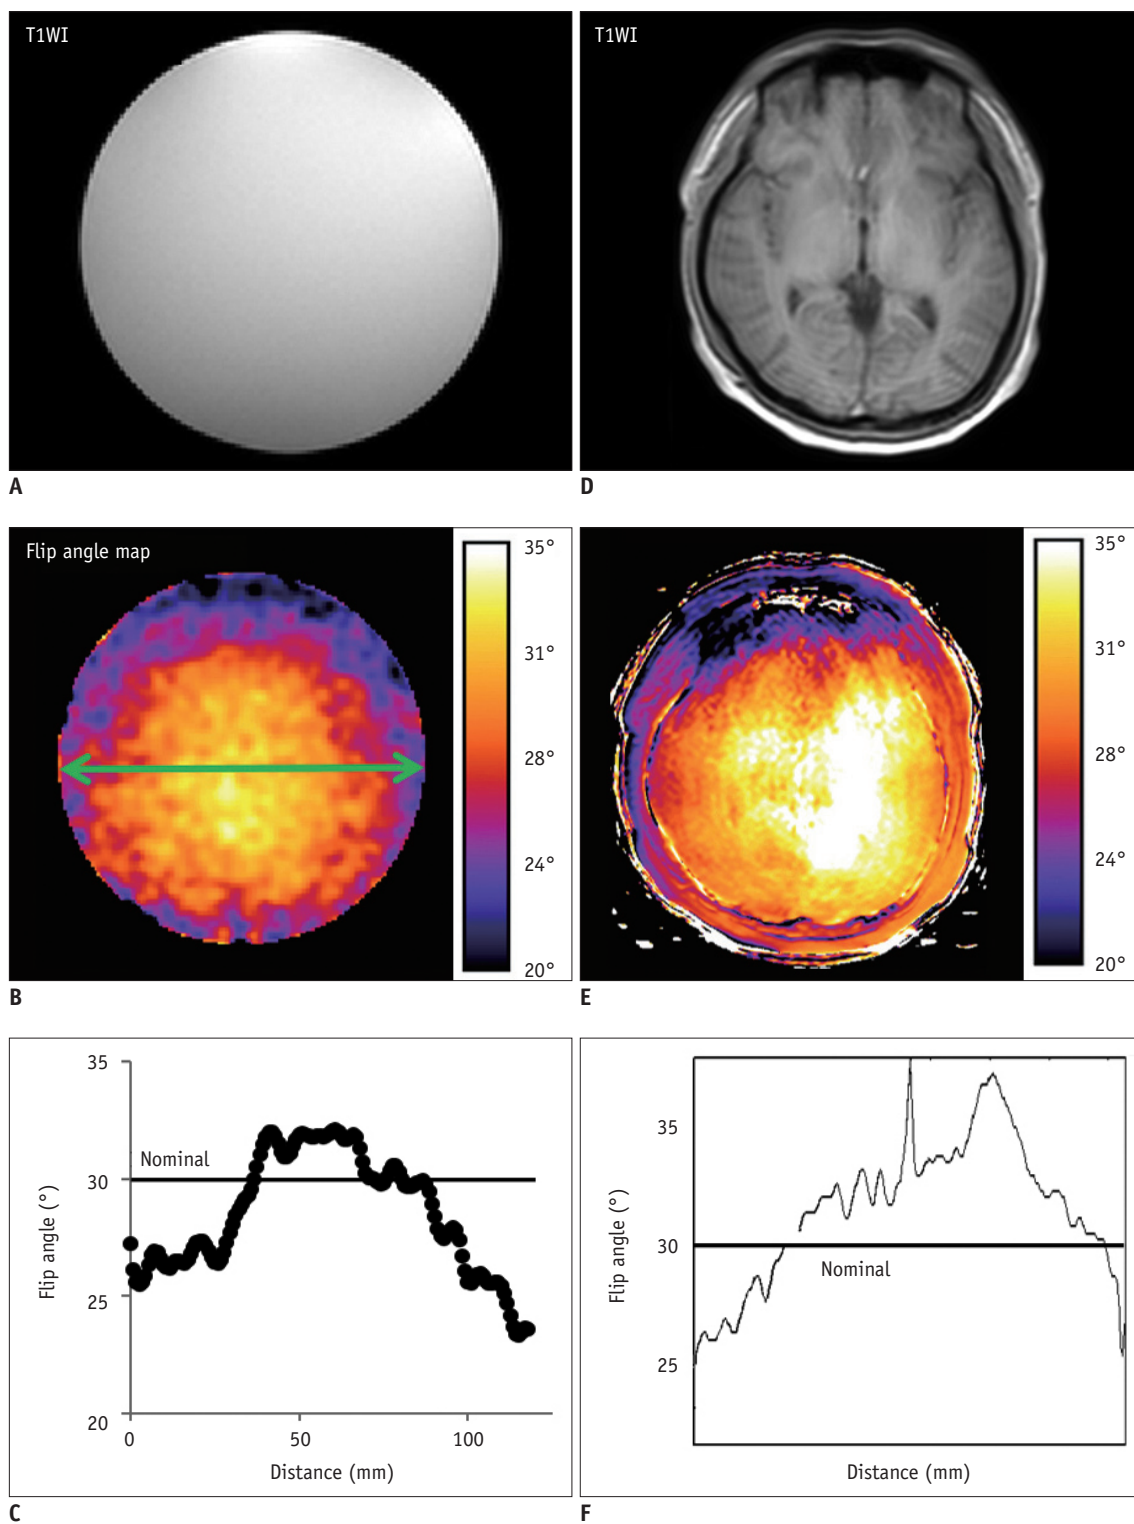 T1WI
A
T1WI
D
Flip angle map
35°
31°
28°
24°
20°
B
35°
31°
28°
24°
20°
E
35
30
25
20
Nominal
Flip angle (°)
0
50
100
Distance (mm)
C
35
30
25
Nominal
Flip angle (°)
Distance (mm)
F